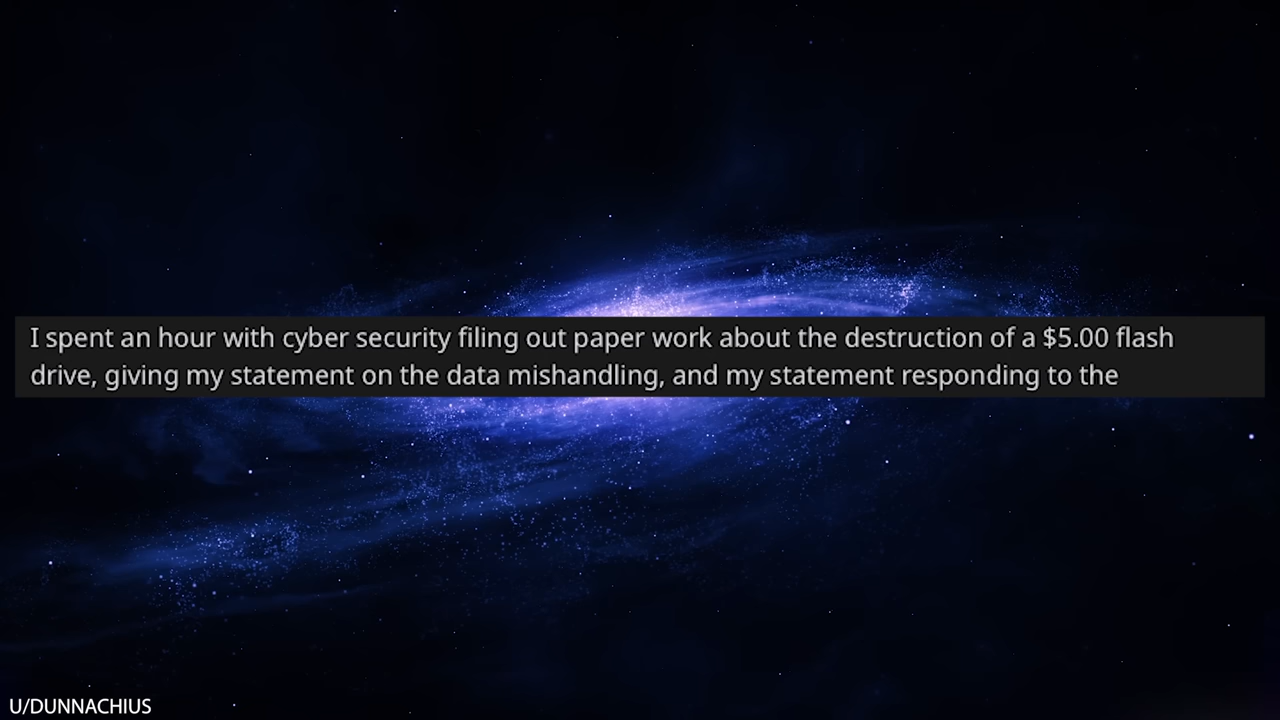 I spent an hour with cyber security filing out paper work about the destruction of a $5.00 flash
drive, giving my statement on the data mishandling, and my statement responding to the
U/DUNNACHIUS